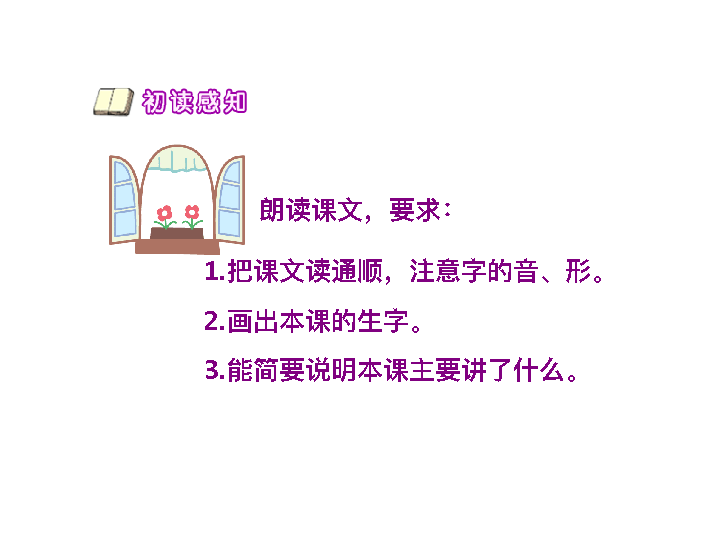 初读感知
朗读课文，要求：
1.把课文读通顺，注意字的音、形。
2.画出本课的生字。
3.能简要说明本课主要讲了什么。